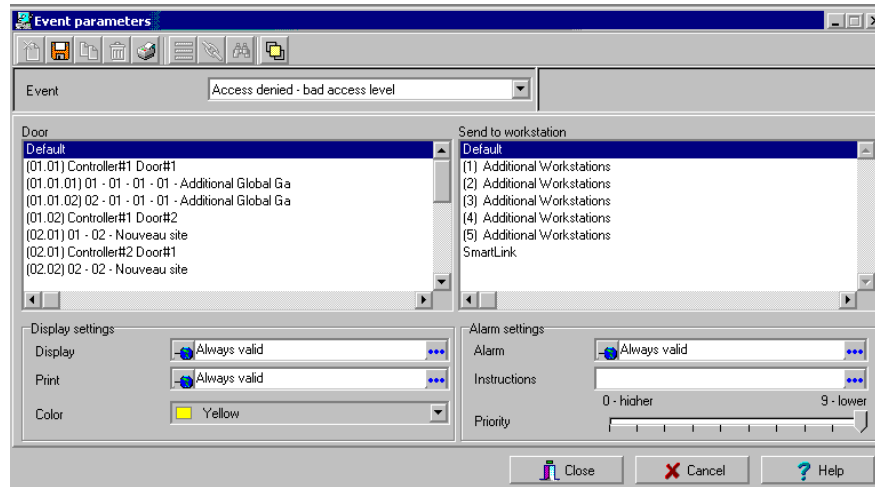 Event parameters
Event
Access denied - bad access level
Door
Default
(01.01) Controller#1 Door#1
(01.01.01) 01 - 01 - 01 - 01 - Additional Global Ga
(01.01.02) 02 - 01 - 01 - 01 - Additional Global Ga
(01.02) Controller#1 Door#2
(02.01) 01 - 02 - Nouveau site
(02.01) Controller#2 Door#1
(02.02) 02 - 02 - Nouveau site
Send to workstation
Default
(1) Additional Workstations
(2) Additional Workstations
(3) Additional Workstations
(4) Additional Workstations
(5) Additional Workstations
SmartLink
Display settings
Display
Always valid
Print
Always valid
Color
Yellow
Alarm settings
Alarm
Always valid
Instructions
0 - higher
9 - lower
Priority
Close
Cancel
Help